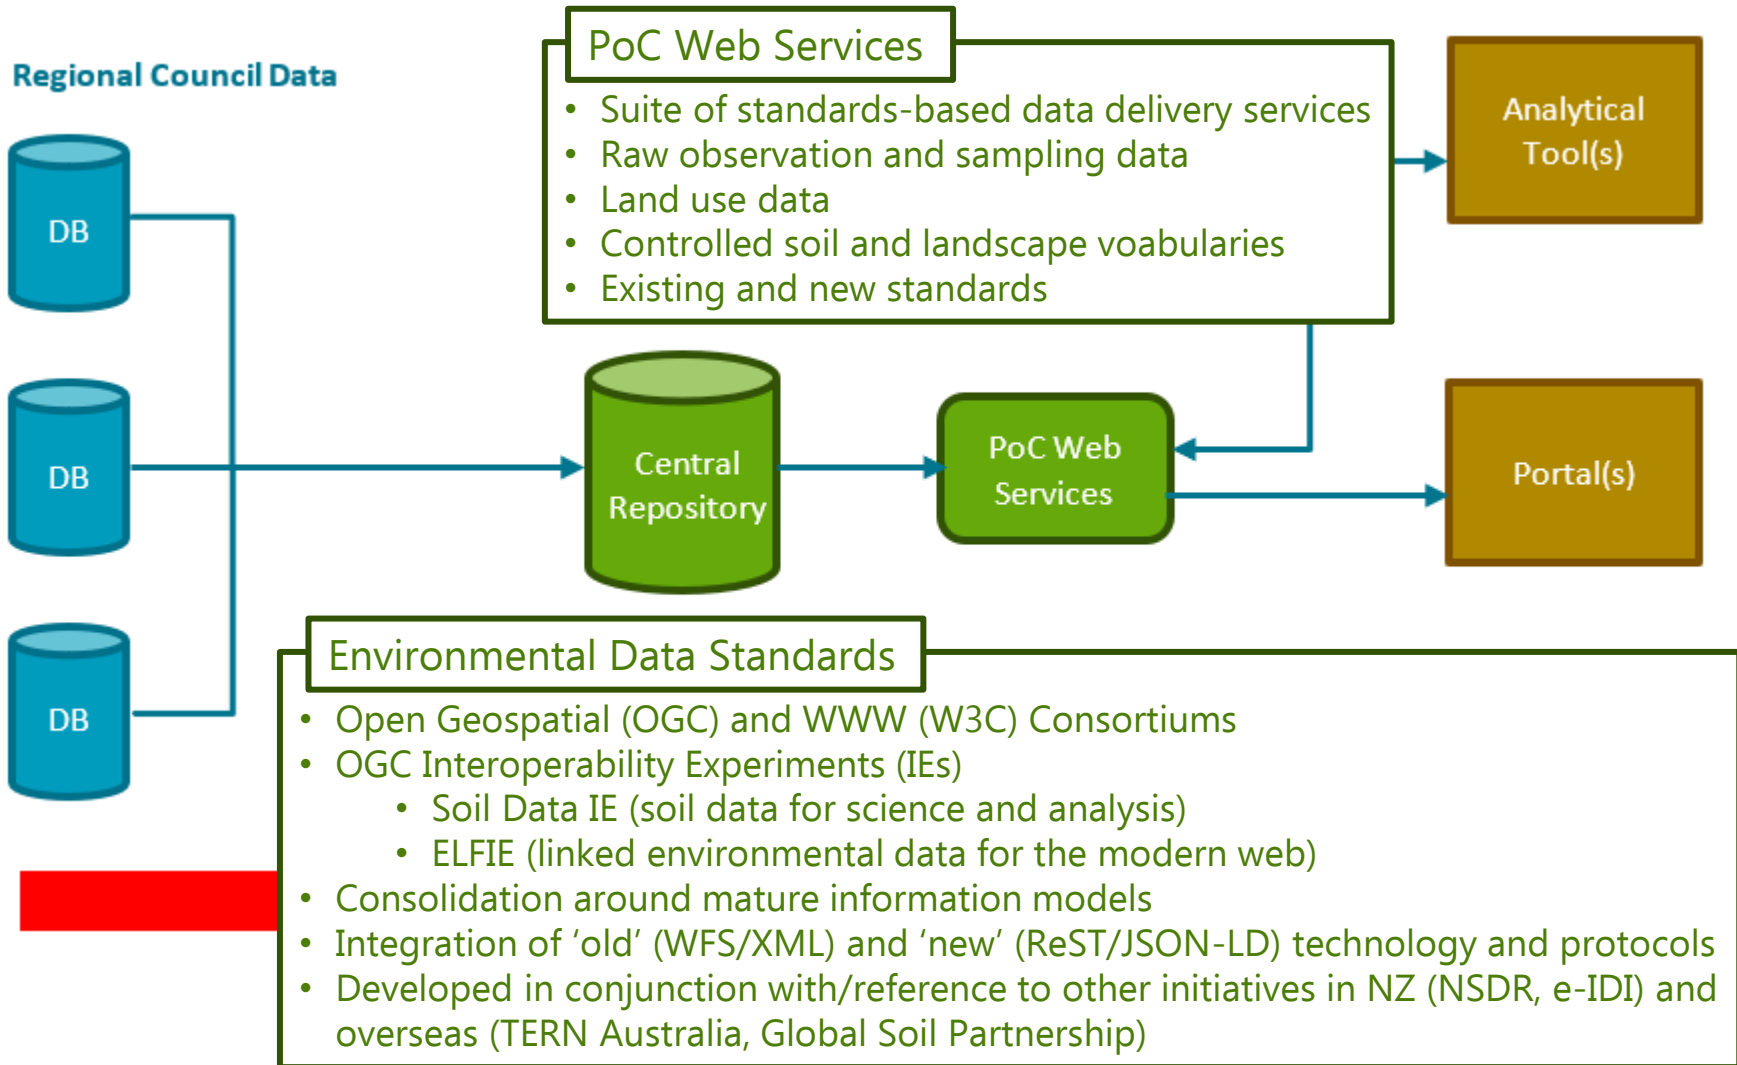 Regional Council Data
DB
DB
DB
PoC Web Services
• Suite of standards-based data delivery services
• Raw observation and sampling data
• Land use data
• Controlled soil and landscape voabularies
• Existing and new standards
Analytical
Tool(s)
Central
Repository
PoC Web
Services
Portal(s)
Environmental Data Standards
• Open Geospatial (OGC) and WWW (W3C) Consortiums
• OGC Interoperability Experiments (IEs)
• Soil Data IE (soil data for science and analysis)
• ELFIE (linked environmental data for the modern web)
• Consolidation around mature information models
• Integration of ‘old’ (WFS/XML) and ‘new’ (ReST/JSON-LD) technology and protocols
• Developed in conjunction with/reference to other initiatives in NZ (NSDR, e-IDI) and
overseas (TERN Australia, Global Soil Partnership)